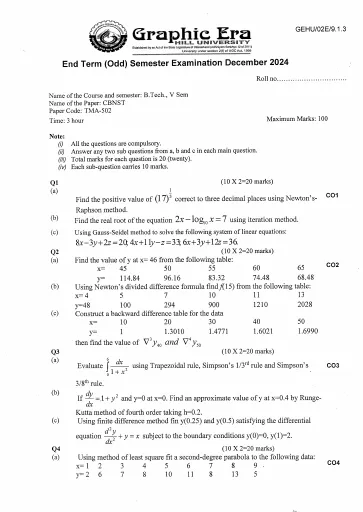 GEHU/02E/9.1.3
Graphic Era
HILL UNIVERSITY
End Term (Odd) Semester Examination December 2024
Roll no.............................
Name of the Course and semester: B.Tech., V Sem
Name of the Paper: CBNST
Paper Code: TMA-502
Time: 3 hour Maximum Marks: 100
Note:
(i) All the questions are compulsory.
(ii) Answer any two sub questions from a, b and c in each main question.
(iii) Total marks for each question is 20 (twenty).
(iv) Each sub-question carries 10 marks.
Q1 (10 X 2=20 marks)
(a) Find the positive value of (17)^{1/3} correct to three decimal places using Newton's- CO1
Raphson method.
(b) Find the real root of the equation 2x − log₁₀ x = 7 using iteration method.
(c) Using Gauss-Seidel method to solve the following system of linear equations:
8x−3y+2z=20; 4x+11y−z=33; 6x+3y+12z=36.
Q2 (10 X 2=20 marks)
(a) Find the value of y at x= 46 from the following table: CO2
x= 45 50 55 60 65
y= 114.84 96.16 83.32 74.48 68.48
(b) Using Newton's divided difference formula find f(15) from the following table:
x= 4 5 7 10 11 13
y=48 100 294 900 1210 2028
(c) Construct a backward difference table for the data
x= 10 20 30 40 50
y= 1 1.3010 1.4771 1.6021 1.6990
then find the value of ∇³y₄₀ and ∇⁴y₅₀
Q3 (10 X 2=20 marks)
(a) Evaluate ∫₀⁶ dx/(1+x²) using Trapezoidal rule, Simpson's 1/3rd rule and Simpson's CO3
3/8th rule.
(b) If dy/dx=1+y² and y=0 at x=0. Find an approximate value of y at x=0.4 by Runge-
Kutta method of fourth order taking h=0.2.
(c) Using finite difference method fin y(0.25) and y(0.5) satisfying the differential
equation d²y/dx²+y=x subject to the boundary conditions y(0)=0, y(1)=2.
Q4 (10 X 2=20 marks)
(a) Using method of least square fit a second-degree parabola to the following data: CO4
x= 1 2 3 4 5 6 7 8 9
y= 2 6 7 8 10 11 8 13 5